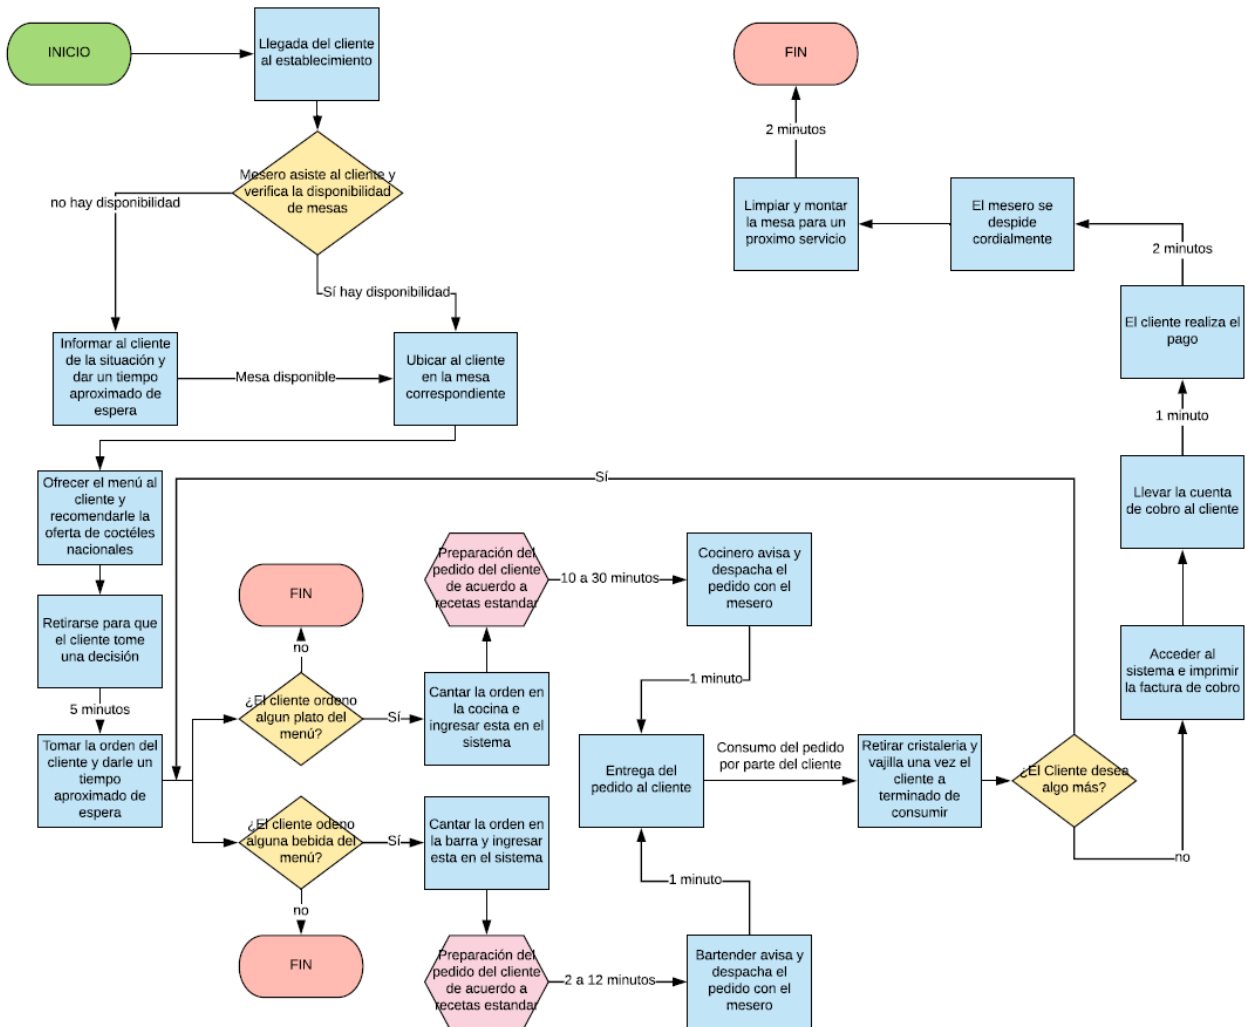 INICIO
Llegada del cliente
al establecimiento
Mesero asiste al cliente y
verifica la disponibilidad
de mesas
no hay disponibilidad
Sí hay disponibilidad
Informar al cliente
de la situación y
dar un tiempo
aproximado de
espera
Mesa disponible
Ubicar al cliente
en la mesa
correspondiente
Ofrecer el menú al
cliente y
recomendarle la
oferta de coctéles
nacionales
Retirarse para que
el cliente tome
una decisión
5 minutos
Tomar la orden del
cliente y darle un
tiempo
aproximado de
espera
¿El cliente ordeno
algun plato del
menú?
no
FIN
Sí
Cantar la orden en
la cocina e
ingresar esta en el
sistema
Preparación del
pedido del cliente
de acuerdo a
recetas estandar
10 a 30 minutos
Cocinero avisa y
despacha el
pedido con el
mesero
1 minuto
¿El cliente odeno
alguna bebida del
menú?
no
FIN
Sí
Cantar la orden en
la barra y ingresar
esta en el sistema
Preparación del
pedido del cliente
de acuerdo a
recetas estandar
2 a 12 minutos
Bartender avisa y
despacha el
pedido con el
mesero
1 minuto
Entrega del
pedido al cliente
Consumo del pedido
por parte del cliente
Retirar cristaleria y
vajilla una vez el
cliente a
terminado de
consumir
¿El Cliente desea
algo más?
Sí
no
Acceder al
sistema e imprimir
la factura de cobro
Llevar la cuenta
de cobro al cliente
1 minuto
El cliente realiza el
pago
2 minutos
El mesero se
despide
cordialmente
Limpiar y montar
la mesa para un
proximo servicio
2 minutos
FIN